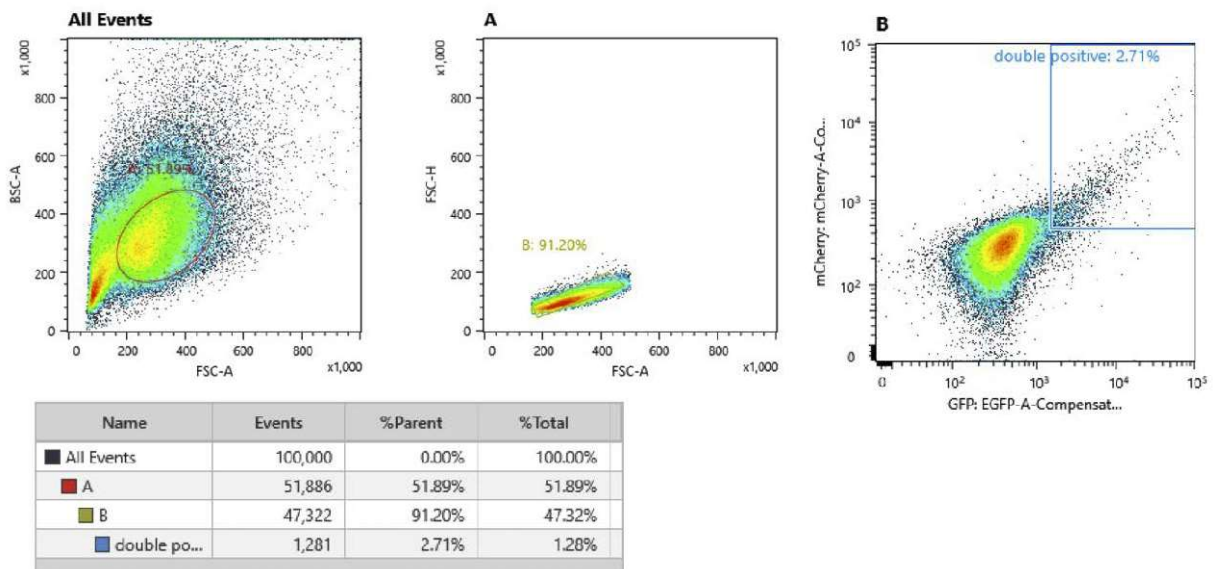 All Events
A
B
x1,000
800
600
400
200
0
BSC-A
A: 51.89%
0
200
400
600
800
x1,000
FSC-A
x1,000
800
600
400
200
0
FSC-H
B: 91.20%
0
200
400
600
800
x1,000
FSC-A
double positive: 2.71%
10⁵
10⁴
10³
10²
0
mCherry: mCherry-A-Co...
0
10²
10³
10⁴
10⁵
GFP: EGFP-A-Compensat...
Name Events %Parent %Total
All Events 100,000 0.00% 100.00%
A 51,886 51.89% 51.89%
B 47,322 91.20% 47.32%
double po... 1,281 2.71% 1.28%